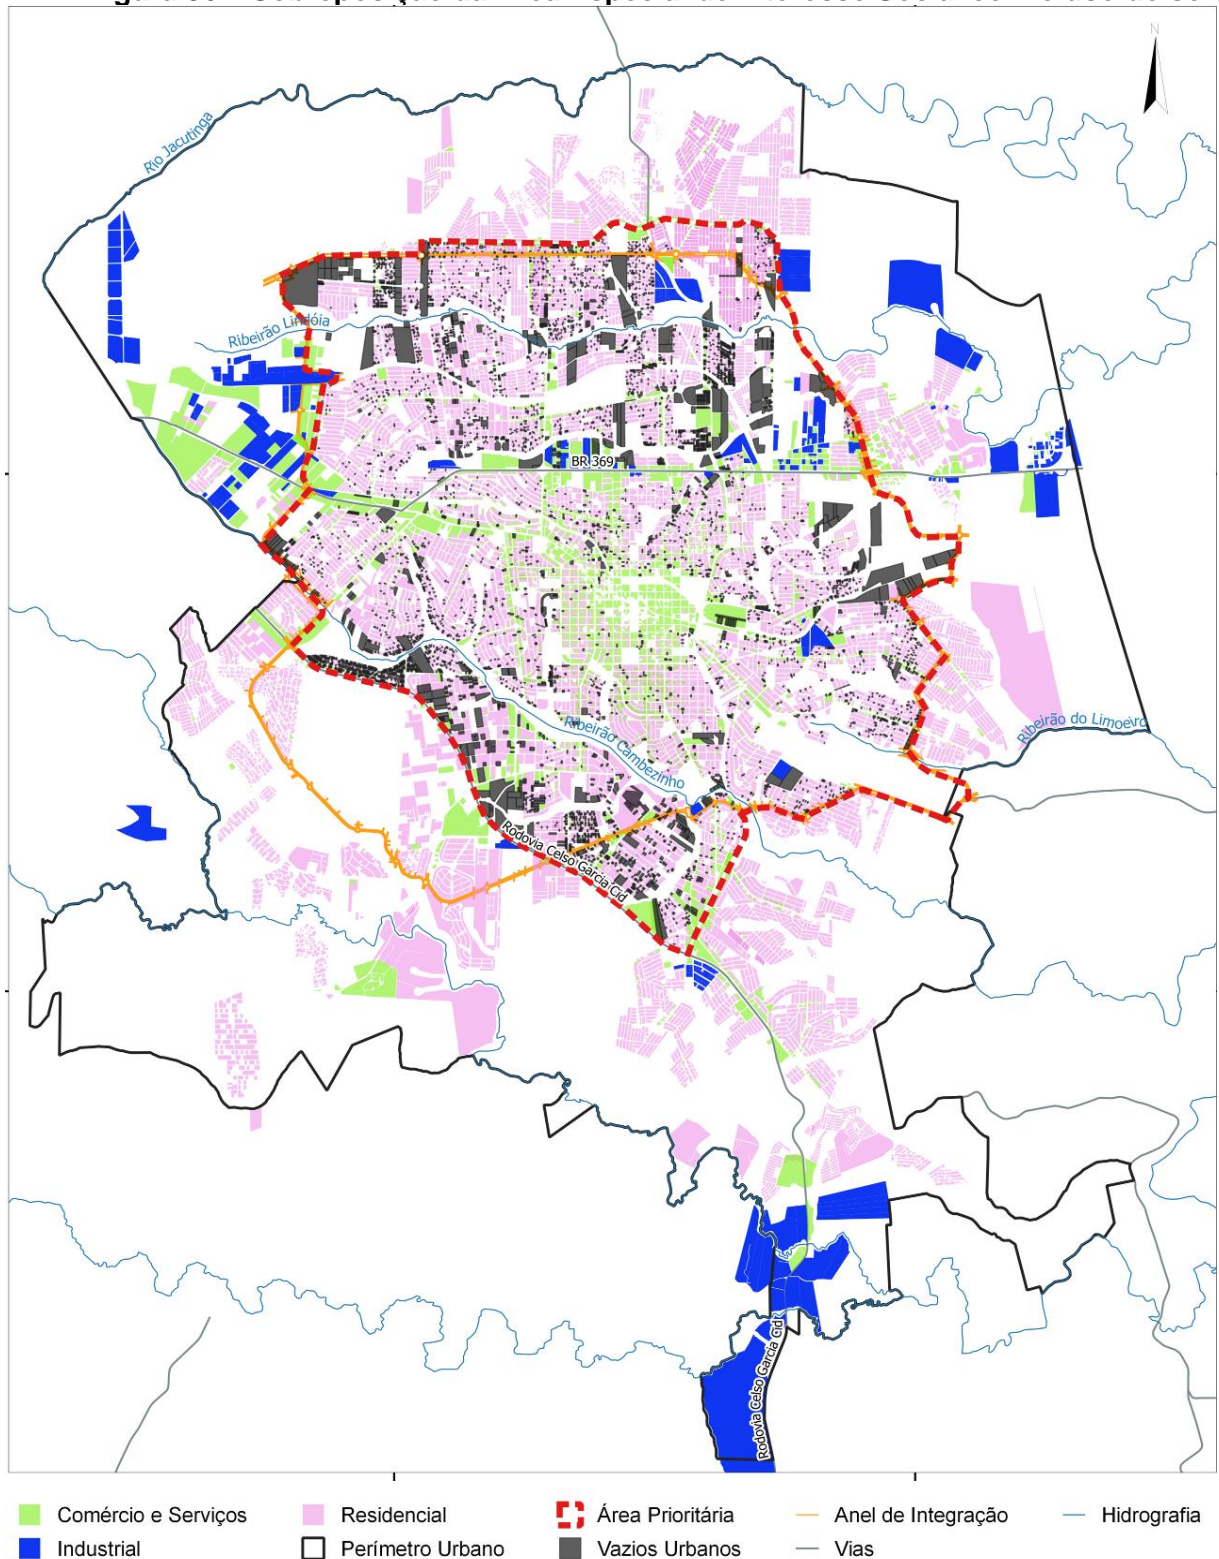 N
Rio Jacutinga
Ribeirão Lindóia
BR 369
Ribeirão do Limoeiro
Ribeirão Cambezinho
Rodovia Celso Garcia Cid
Rodovia Celso Garcia Cid
Comércio e Serviços
Residencial
Área Prioritária
Anel de Integração
Hidrografia
Industrial
Perímetro Urbano
Vazios Urbanos
Vias